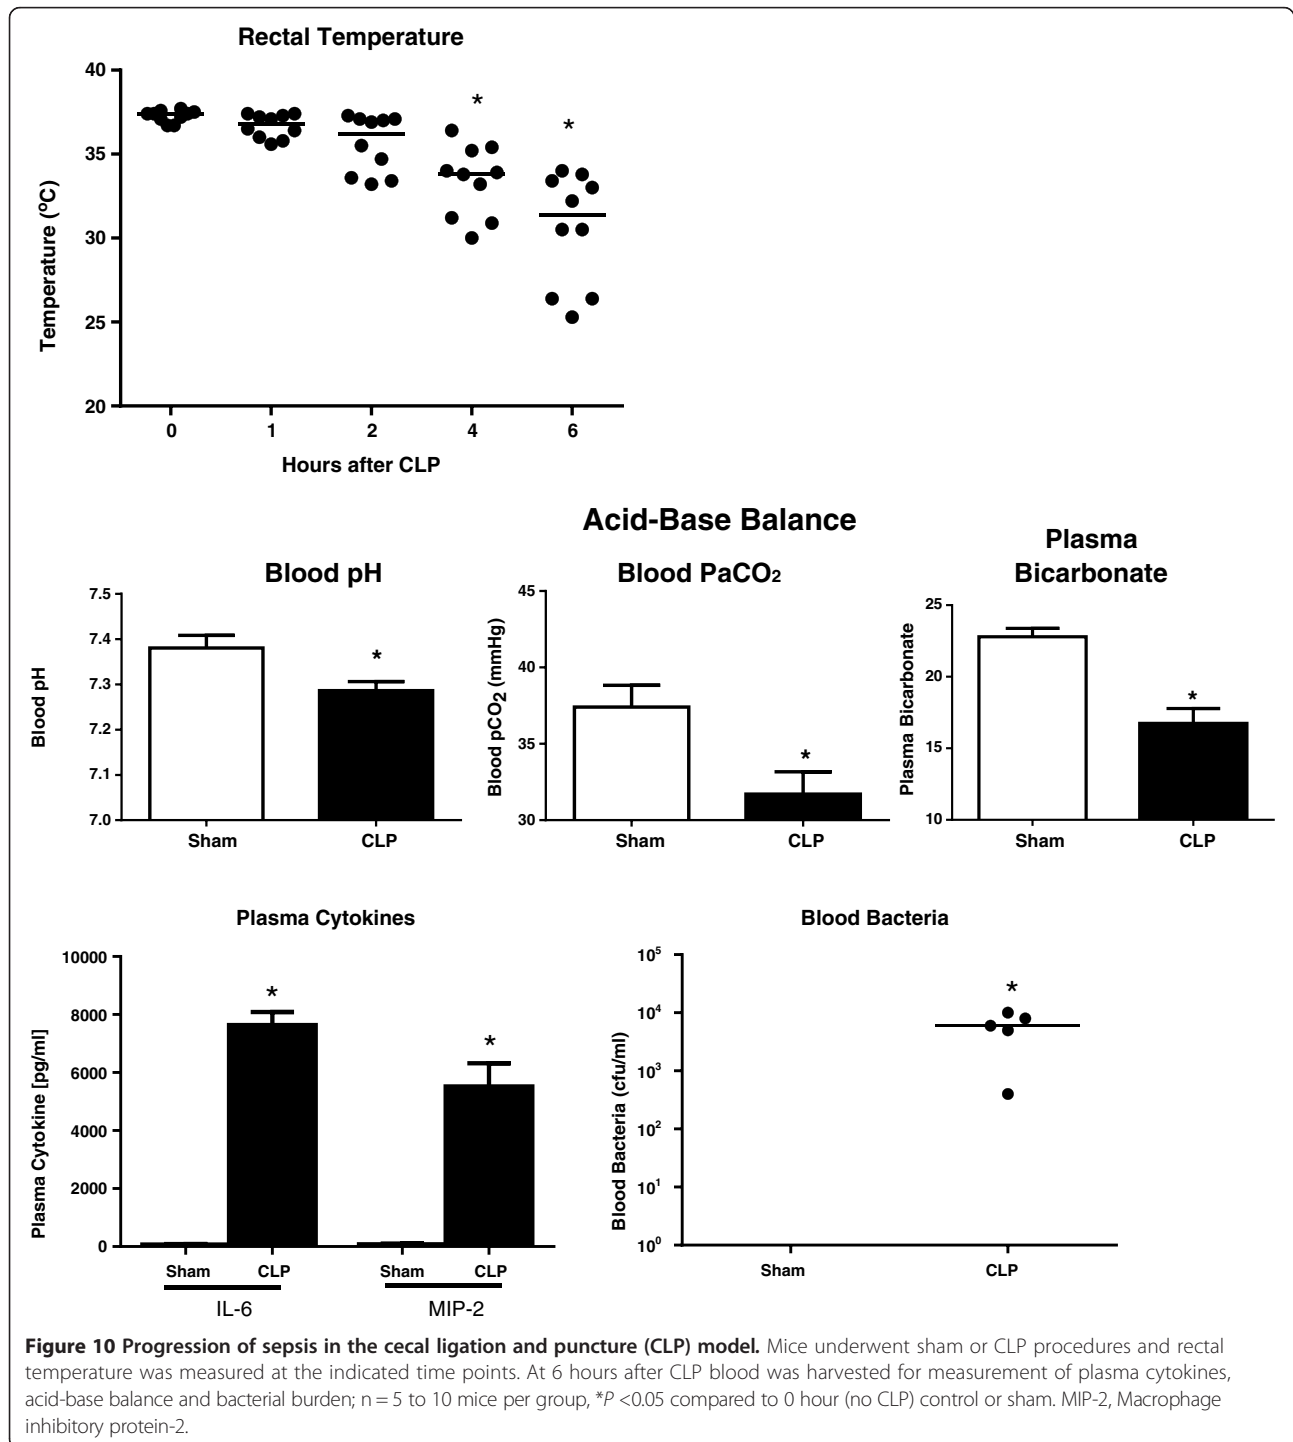 Rectal Temperature
40
35
30
25
20
Temperature (ºC)
*
*
0 1 2 4 6
Hours after CLP
Acid-Base Balance
Blood pH
7.5
7.4
7.3
7.2
7.1
7.0
Blood pH
*
Sham CLP
Blood PaCO2
45
40
35
30
Blood pCO2 (mmHg)
*
Sham CLP
Plasma
Bicarbonate
25
20
15
10
Plasma Bicarbonate
*
Sham CLP
Plasma Cytokines
10000
8000
6000
4000
2000
0
Plasma Cytokine [pg/ml]
*
*
Sham CLP Sham CLP
IL-6 MIP-2
Blood Bacteria
10⁵
10⁴
10³
10²
10¹
10⁰
Blood Bacteria (cfu/ml)
*
Sham CLP
Figure 10 Progression of sepsis in the cecal ligation and puncture (CLP) model. Mice underwent sham or CLP procedures and rectal
temperature was measured at the indicated time points. At 6 hours after CLP blood was harvested for measurement of plasma cytokines,
acid-base balance and bacterial burden; n = 5 to 10 mice per group, *P <0.05 compared to 0 hour (no CLP) control or sham. MIP-2, Macrophage
inhibitory protein-2.